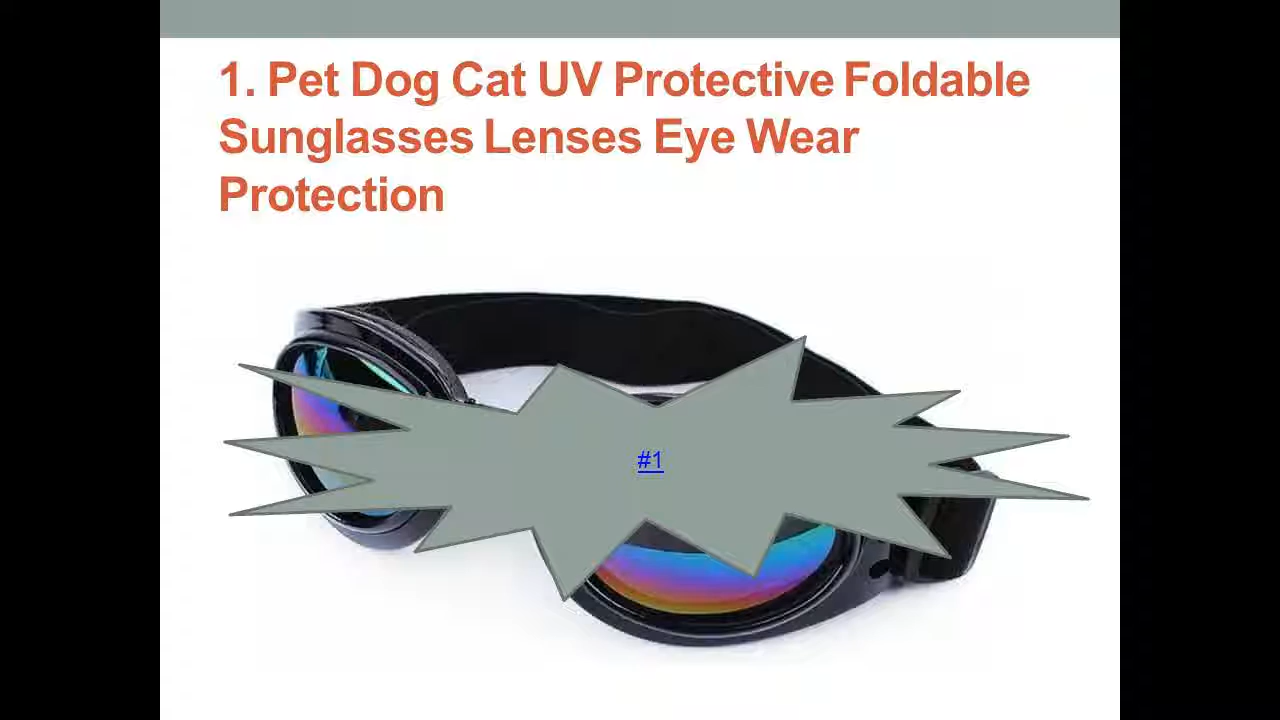 1. Pet Dog Cat UV Protective Foldable
Sunglasses Lenses Eye Wear
Protection
#1